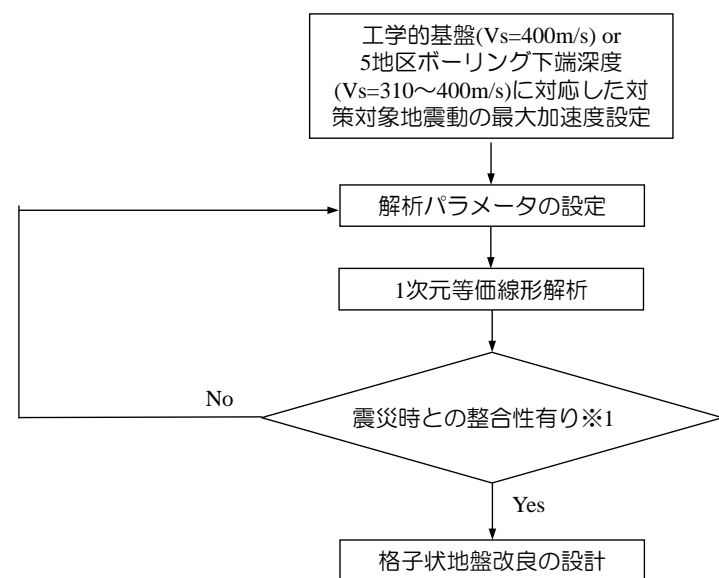 工学的基盤(Vs=400m/s) or
5地区ボーリング下端深度
(Vs=310～400m/s)に対応した対
策対象地震動の最大加速度設定
解析パラメータの設定
1次元等価線形解析
No
震災時との整合性有り※1
Yes
格子状地盤改良の設計